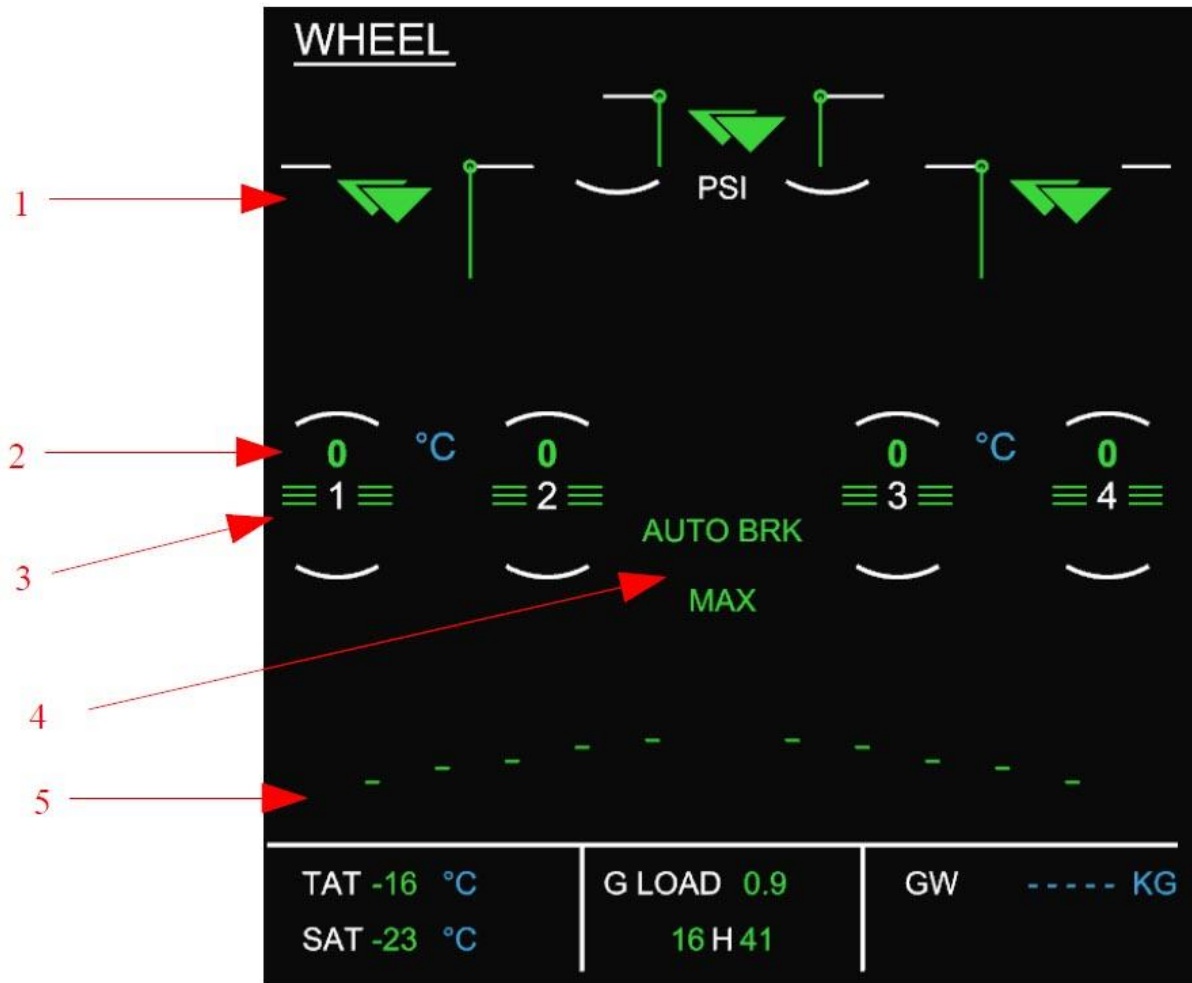 WHEEL
PSI
1
2
3
4
5
0 °C 0 0 °C 0
1 2 3 4
AUTO BRK
MAX
TAT -16 °C G LOAD 0.9 GW ----- KG
SAT -23 °C 16 H 41